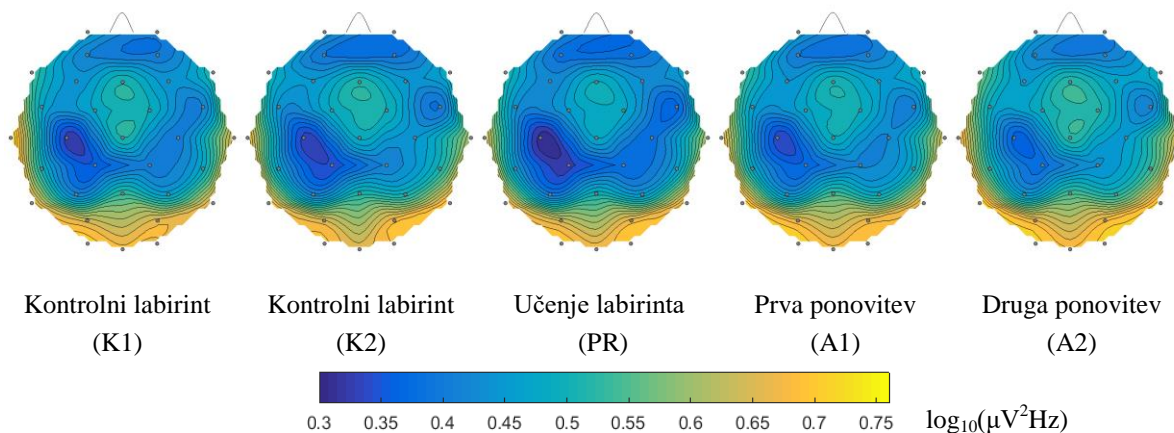 Kontrolni labirint
(K1)
Kontrolni labirint
(K2)
Učenje labirinta
(PR)
Prva ponovitev
(A1)
Druga ponovitev
(A2)
0.3 0.35 0.4 0.45 0.5 0.55 0.6 0.65 0.7 0.75
log₁₀(μV²Hz)